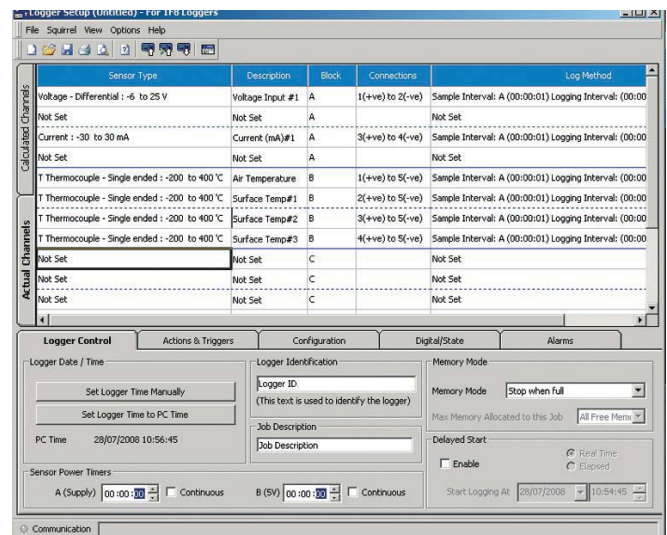 Logger Setup (Untitled) - For 1F8 Loggers
File Squirrel View Options Help
Sensor Type Description Block Connections Log Method
Voltage - Differential : -6 to 25 V Voltage Input #1 A 1(+ve) to 2(-ve) Sample Interval: A (00:00:01) Logging Interval: (00:00
Not Set Not Set A Not Set
Current : -30 to 30 mA Current (mA)#1 A 3(+ve) to 4(-ve) Sample Interval: A (00:00:01) Logging Interval: (00:00
Not Set Not Set A Not Set
T Thermocouple - Single ended : -200 to 400 °C Air Temperature B 1(+ve) to 5(-ve) Sample Interval: A (00:00:01) Logging Interval: (00:00
T Thermocouple - Single ended : -200 to 400 °C Surface Temp#1 B 2(+ve) to 5(-ve) Sample Interval: A (00:00:01) Logging Interval: (00:00
T Thermocouple - Single ended : -200 to 400 °C Surface Temp#2 B 3(+ve) to 5(-ve) Sample Interval: A (00:00:01) Logging Interval: (00:00
T Thermocouple - Single ended : -200 to 400 °C Surface Temp#3 B 4(+ve) to 5(-ve) Sample Interval: A (00:00:01) Logging Interval: (00:00
Not Set Not Set C Not Set
Not Set Not Set C Not Set
Not Set Not Set C Not Set
Calculated Channels
Actual Channels
Logger Control Actions & Triggers Configuration Digital/State Alarms
Logger Date / Time
Set Logger Time Manually
Set Logger Time to PC Time
PC Time 28/07/2008 10:56:45
Logger Identification
Logger ID
(This text is used to identify the logger)
Job Description
Job Description
Memory Mode
Memory Mode Stop when full
Max Memory Allocated to this Job All Free Memo
Delayed Start
Enable
Real Time
Elapsed
Start Logging At 28/07/2008 10:54:45
Sensor Power Timers
A (Supply) 00:00:00 Continuous B (5V) 00:00:00 Continuous
Communication